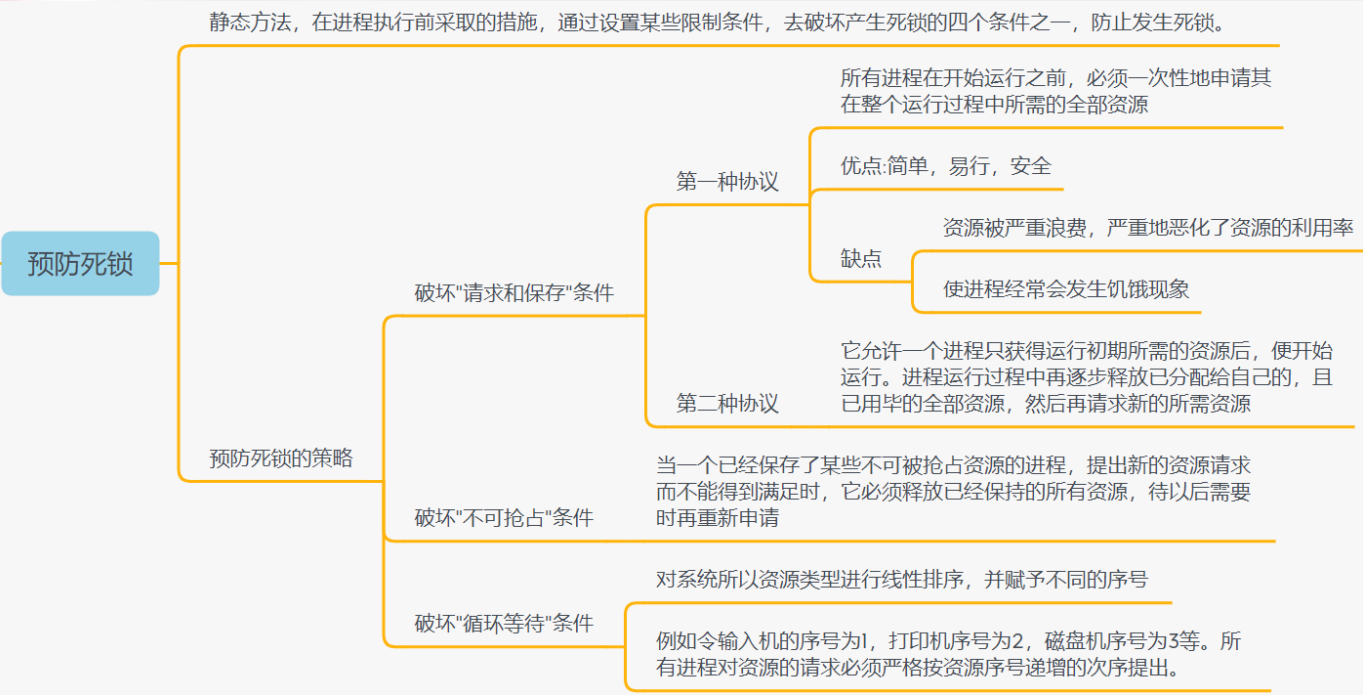 静态方法，在进程执行前采取的措施，通过设置某些限制条件，去破坏产生死锁的四个条件之一，防止发生死锁。
预防死锁
预防死锁的策略
破坏"请求和保存"条件
第一种协议
所有进程在开始运行之前，必须一次性地申请其
在整个运行过程中所需的全部资源
优点:简单，易行，安全
缺点
资源被严重浪费，严重地恶化了资源的利用率
使进程经常会发生饥饿现象
第二种协议
它允许一个进程只获得运行初期所需的资源后，便开始
运行。进程运行过程中再逐步释放已分配给自己的，且
已用毕的全部资源，然后再请求新的所需资源
破坏"不可抢占"条件
当一个已经保存了某些不可被抢占资源的进程，提出新的资源请求
而不能得到满足时，它必须释放已经保持的所有资源，待以后需要
时再重新申请
破坏"循环等待"条件
对系统所以资源类型进行线性排序，并赋予不同的序号
例如令输入机的序号为1，打印机序号为2，磁盘机序号为3等。所
有进程对资源的请求必须严格按资源序号递增的次序提出。